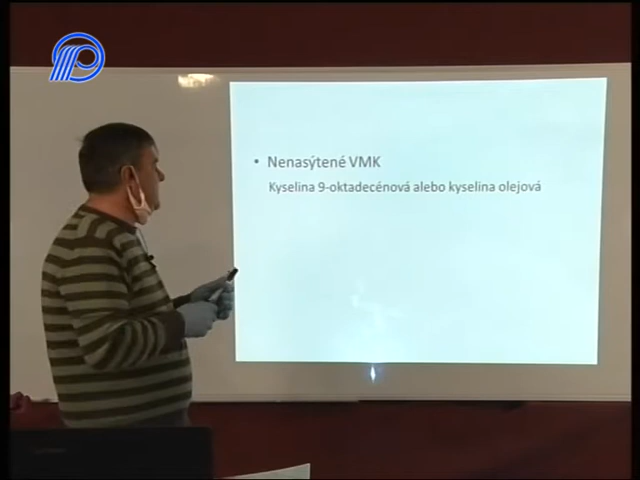 • Nenasýtené VMK
Kyselina 9-oktadecénová alebo kyselina olejová